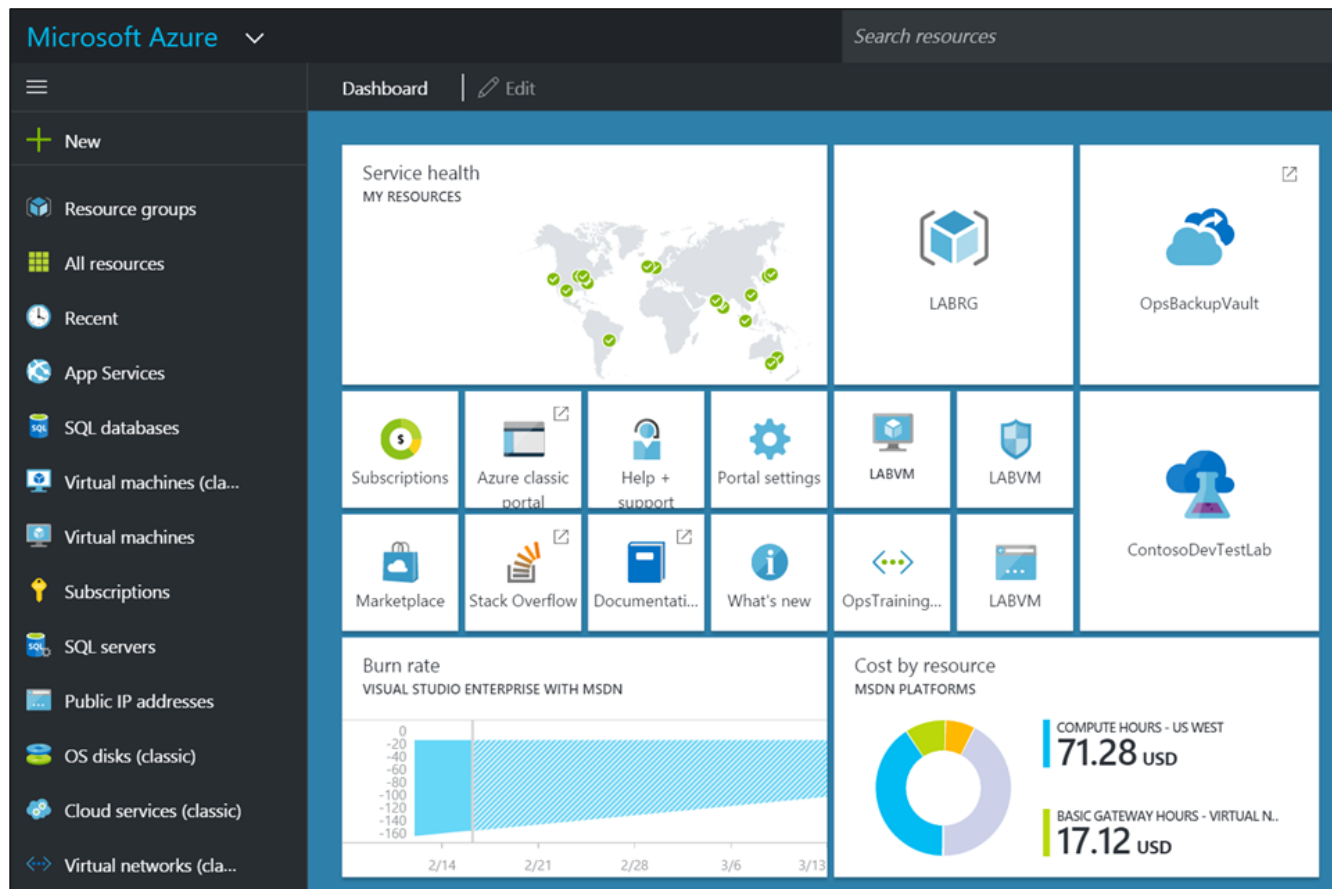 Microsoft Azure
Search resources
Dashboard
Edit
New
Resource groups
All resources
Recent
App Services
SQL databases
Virtual machines (cla...
Virtual machines
Subscriptions
SQL servers
Public IP addresses
OS disks (classic)
Cloud services (classic)
Virtual networks (cla...
Service health
MY RESOURCES
LABRG
OpsBackupVault
Subscriptions
Azure classic
portal
Help +
support
Portal settings
LABVM
LABVM
ContosoDevTestLab
Marketplace
Stack Overflow
Documentati...
What's new
OpsTraining...
LABVM
Burn rate
VISUAL STUDIO ENTERPRISE WITH MSDN
0
-20
-40
-60
-80
-100
-120
-140
-160
2/14
2/21
2/28
3/6
3/13
Cost by resource
MSDN PLATFORMS
COMPUTE HOURS - US WEST
71.28 USD
BASIC GATEWAY HOURS - VIRTUAL N..
17.12 USD